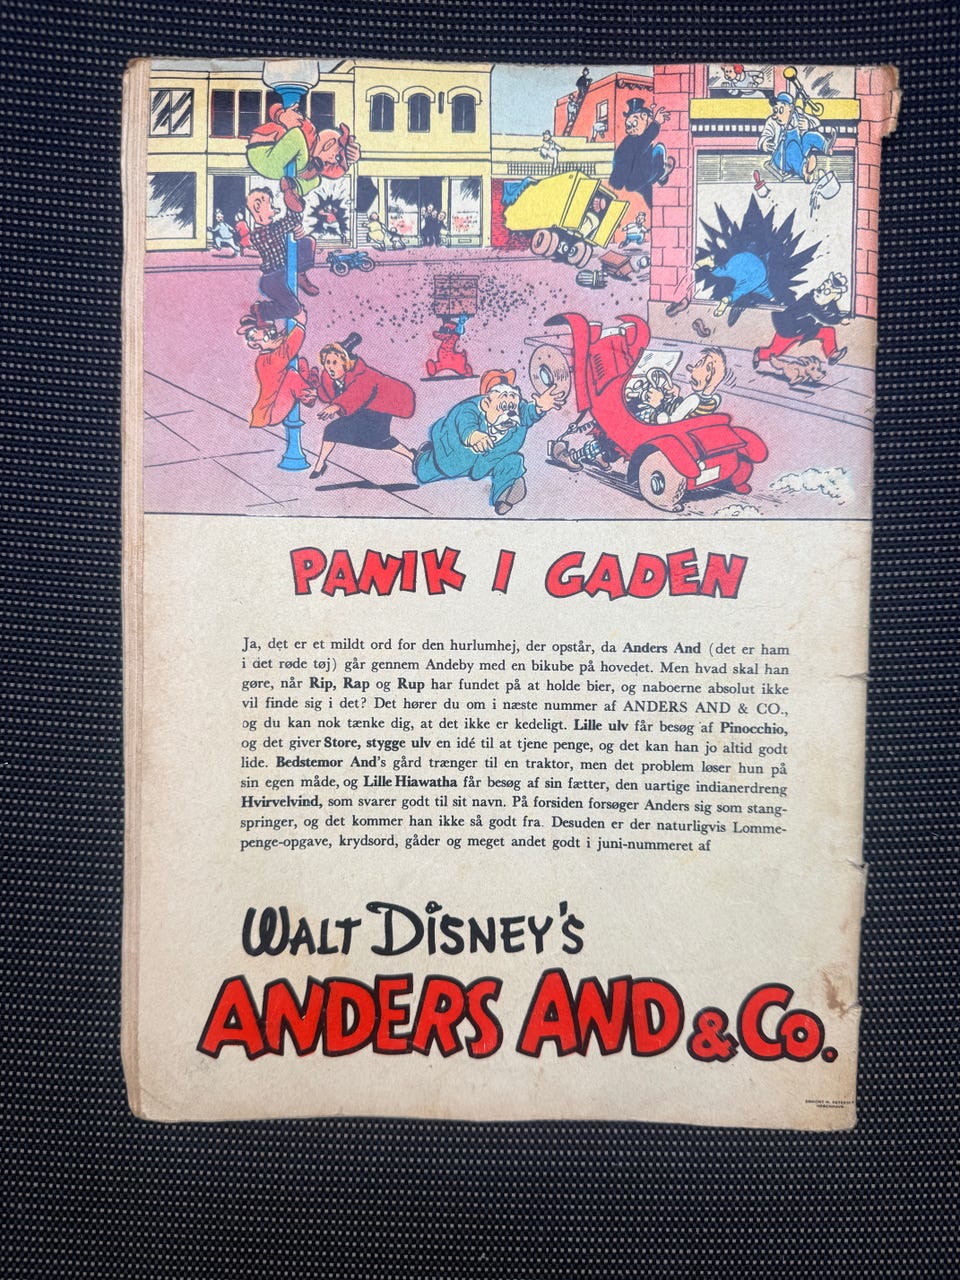 PANIK I GADEN
Ja, det er et mildt ord for den hurlumhej, der opstår, da Anders And (det er ham
i det røde tøj) går gennem Andeby med en bikube på hovedet. Men hvad skal han
gøre, når Rip, Rap og Rup har fundet på at holde bier, og naboerne absolut ikke
vil finde sig i det? Det hører du om i næste nummer af ANDERS AND & CO.,
og du kan nok tænke dig, at det ikke er kedeligt. Lille ulv får besøg af Pinocchio,
og det giver Store, stygge ulv en idé til at tjene penge, og det kan han jo altid godt
lide. Bedstemor And's gård trænger til en traktor, men det problem løser hun på
sin egen måde, og Lille Hiawatha får besøg af sin fætter, den uartige indianerdreng
Hvirvelvind, som svarer godt til sit navn. På forsiden forsøger Anders sig som stang-
springer, og det kommer han ikke så godt fra. Desuden er der naturligvis Lomme-
penge-opgave, krydsord, gåder og meget andet godt i juni-nummeret af
WALT DISNEY'S
ANDERS AND & Co.
KØBENHAVN